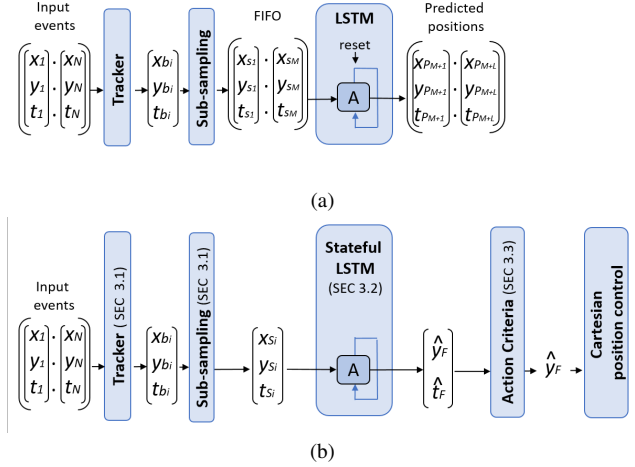 Input
events
FIFO
LSTM
Predicted
positions
reset
x1 · xN
y1 · yN
t1 · tN
Tracker
xbi
ybi
tbi
Sub-sampling
xs1 · xsM
ys1 · ysM
ts1 · tsM
A
xPM+1 · xPM+L
yPM+1 · yPM+L
tPM+1 · tPM+L
(a)
Input
events
x1 · xN
y1 · yN
t1 · tN
Tracker ( SEC 3.1)
xbi
ybi
tbi
Sub-sampling (SEC 3.1)
xSi
ySi
tSi
Stateful
LSTM
(SEC 3.2)
A
ŷF
t̂F
Action Criteria (SEC 3.3)
ŷF
Cartesian
position control
(b)